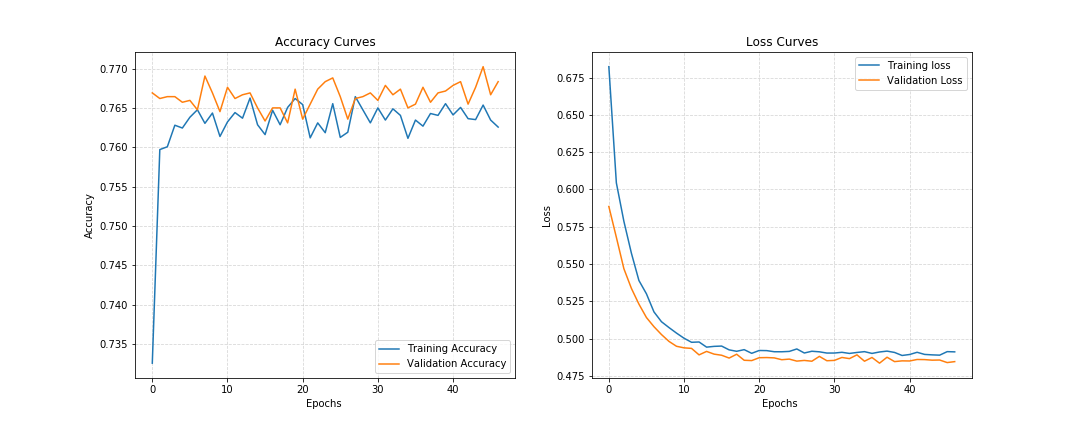 Accuracy Curves
0.770
0.765
0.760
0.755
0.750
0.745
0.740
0.735
Accuracy
0 10 20 30 40
Epochs
Training Accuracy
Validation Accuracy
Loss Curves
0.675
0.650
0.625
0.600
0.575
0.550
0.525
0.500
0.475
Loss
0 10 20 30 40
Epochs
Training loss
Validation Loss